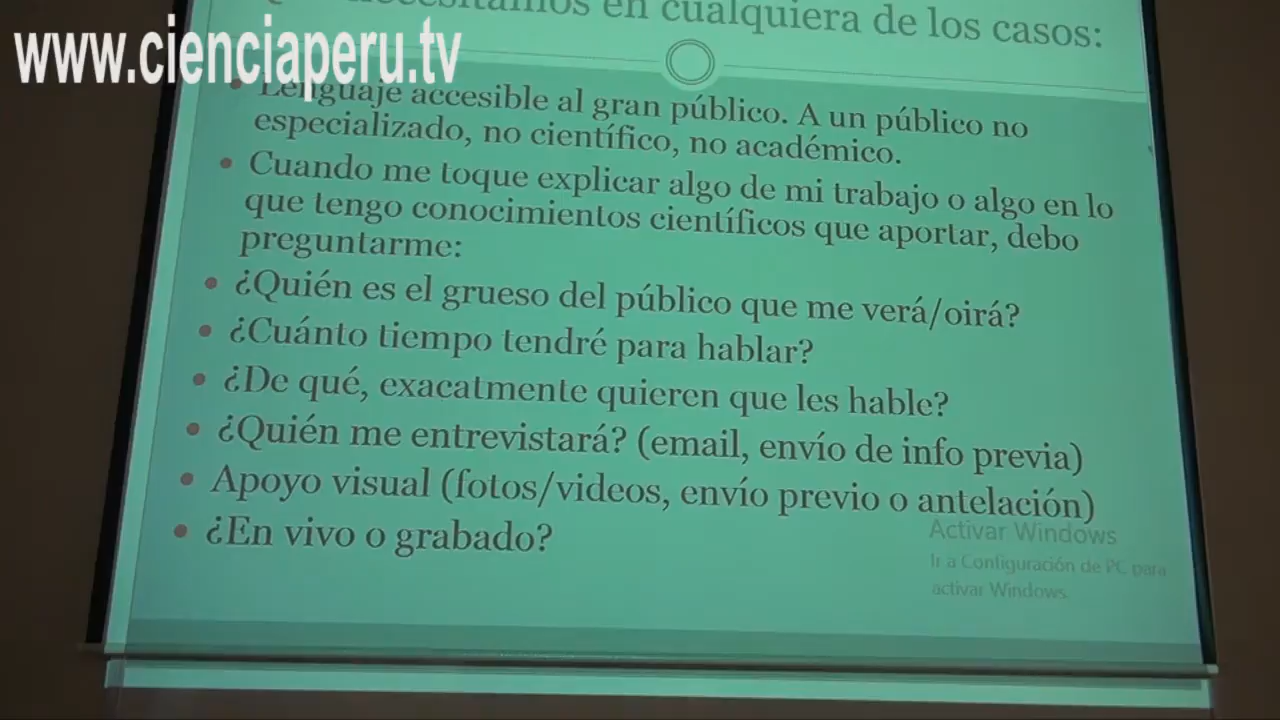 www.cienciaperu.tv
en cualquiera de los casos:
• Lenguaje accesible al gran público. A un público no
especializado, no científico, no académico.
• Cuando me toque explicar algo de mi trabajo o algo en lo
que tengo conocimientos científicos que aportar, debo
preguntarme:
• ¿Quién es el grueso del público que me verá/oirá?
• ¿Cuánto tiempo tendré para hablar?
• ¿De qué, exacatmente quieren que les hable?
• ¿Quién me entrevistará? (email, envío de info previa)
• Apoyo visual (fotos/videos, envío previo o antelación)
• ¿En vivo o grabado?
Activar Windows
Ir a Configuración de PC para
activar Windows.